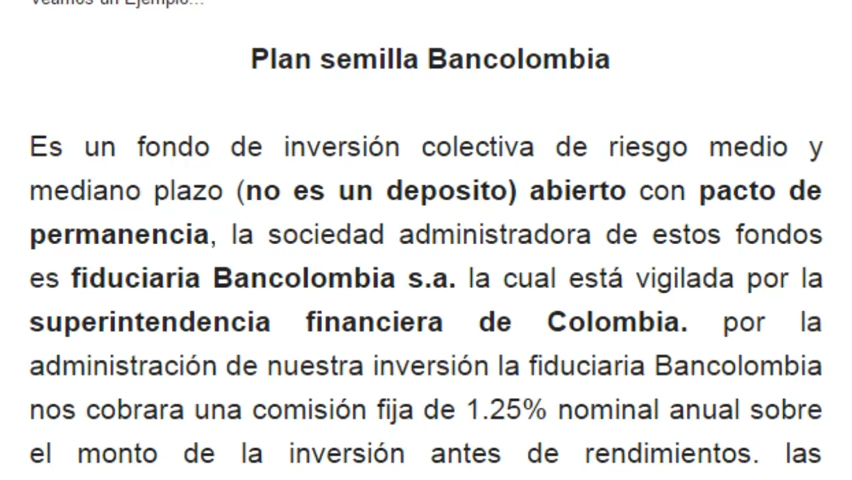 Veamos un Ejemplo...
Plan semilla Bancolombia
Es un fondo de inversión colectiva de riesgo medio y
mediano plazo (no es un deposito) abierto con pacto de
permanencia, la sociedad administradora de estos fondos
es fiduciaria Bancolombia s.a. la cual está vigilada por la
superintendencia financiera de Colombia. por la
administración de nuestra inversión la fiduciaria Bancolombia
nos cobrara una comisión fija de 1.25% nominal anual sobre
el monto de la inversión antes de rendimientos. las